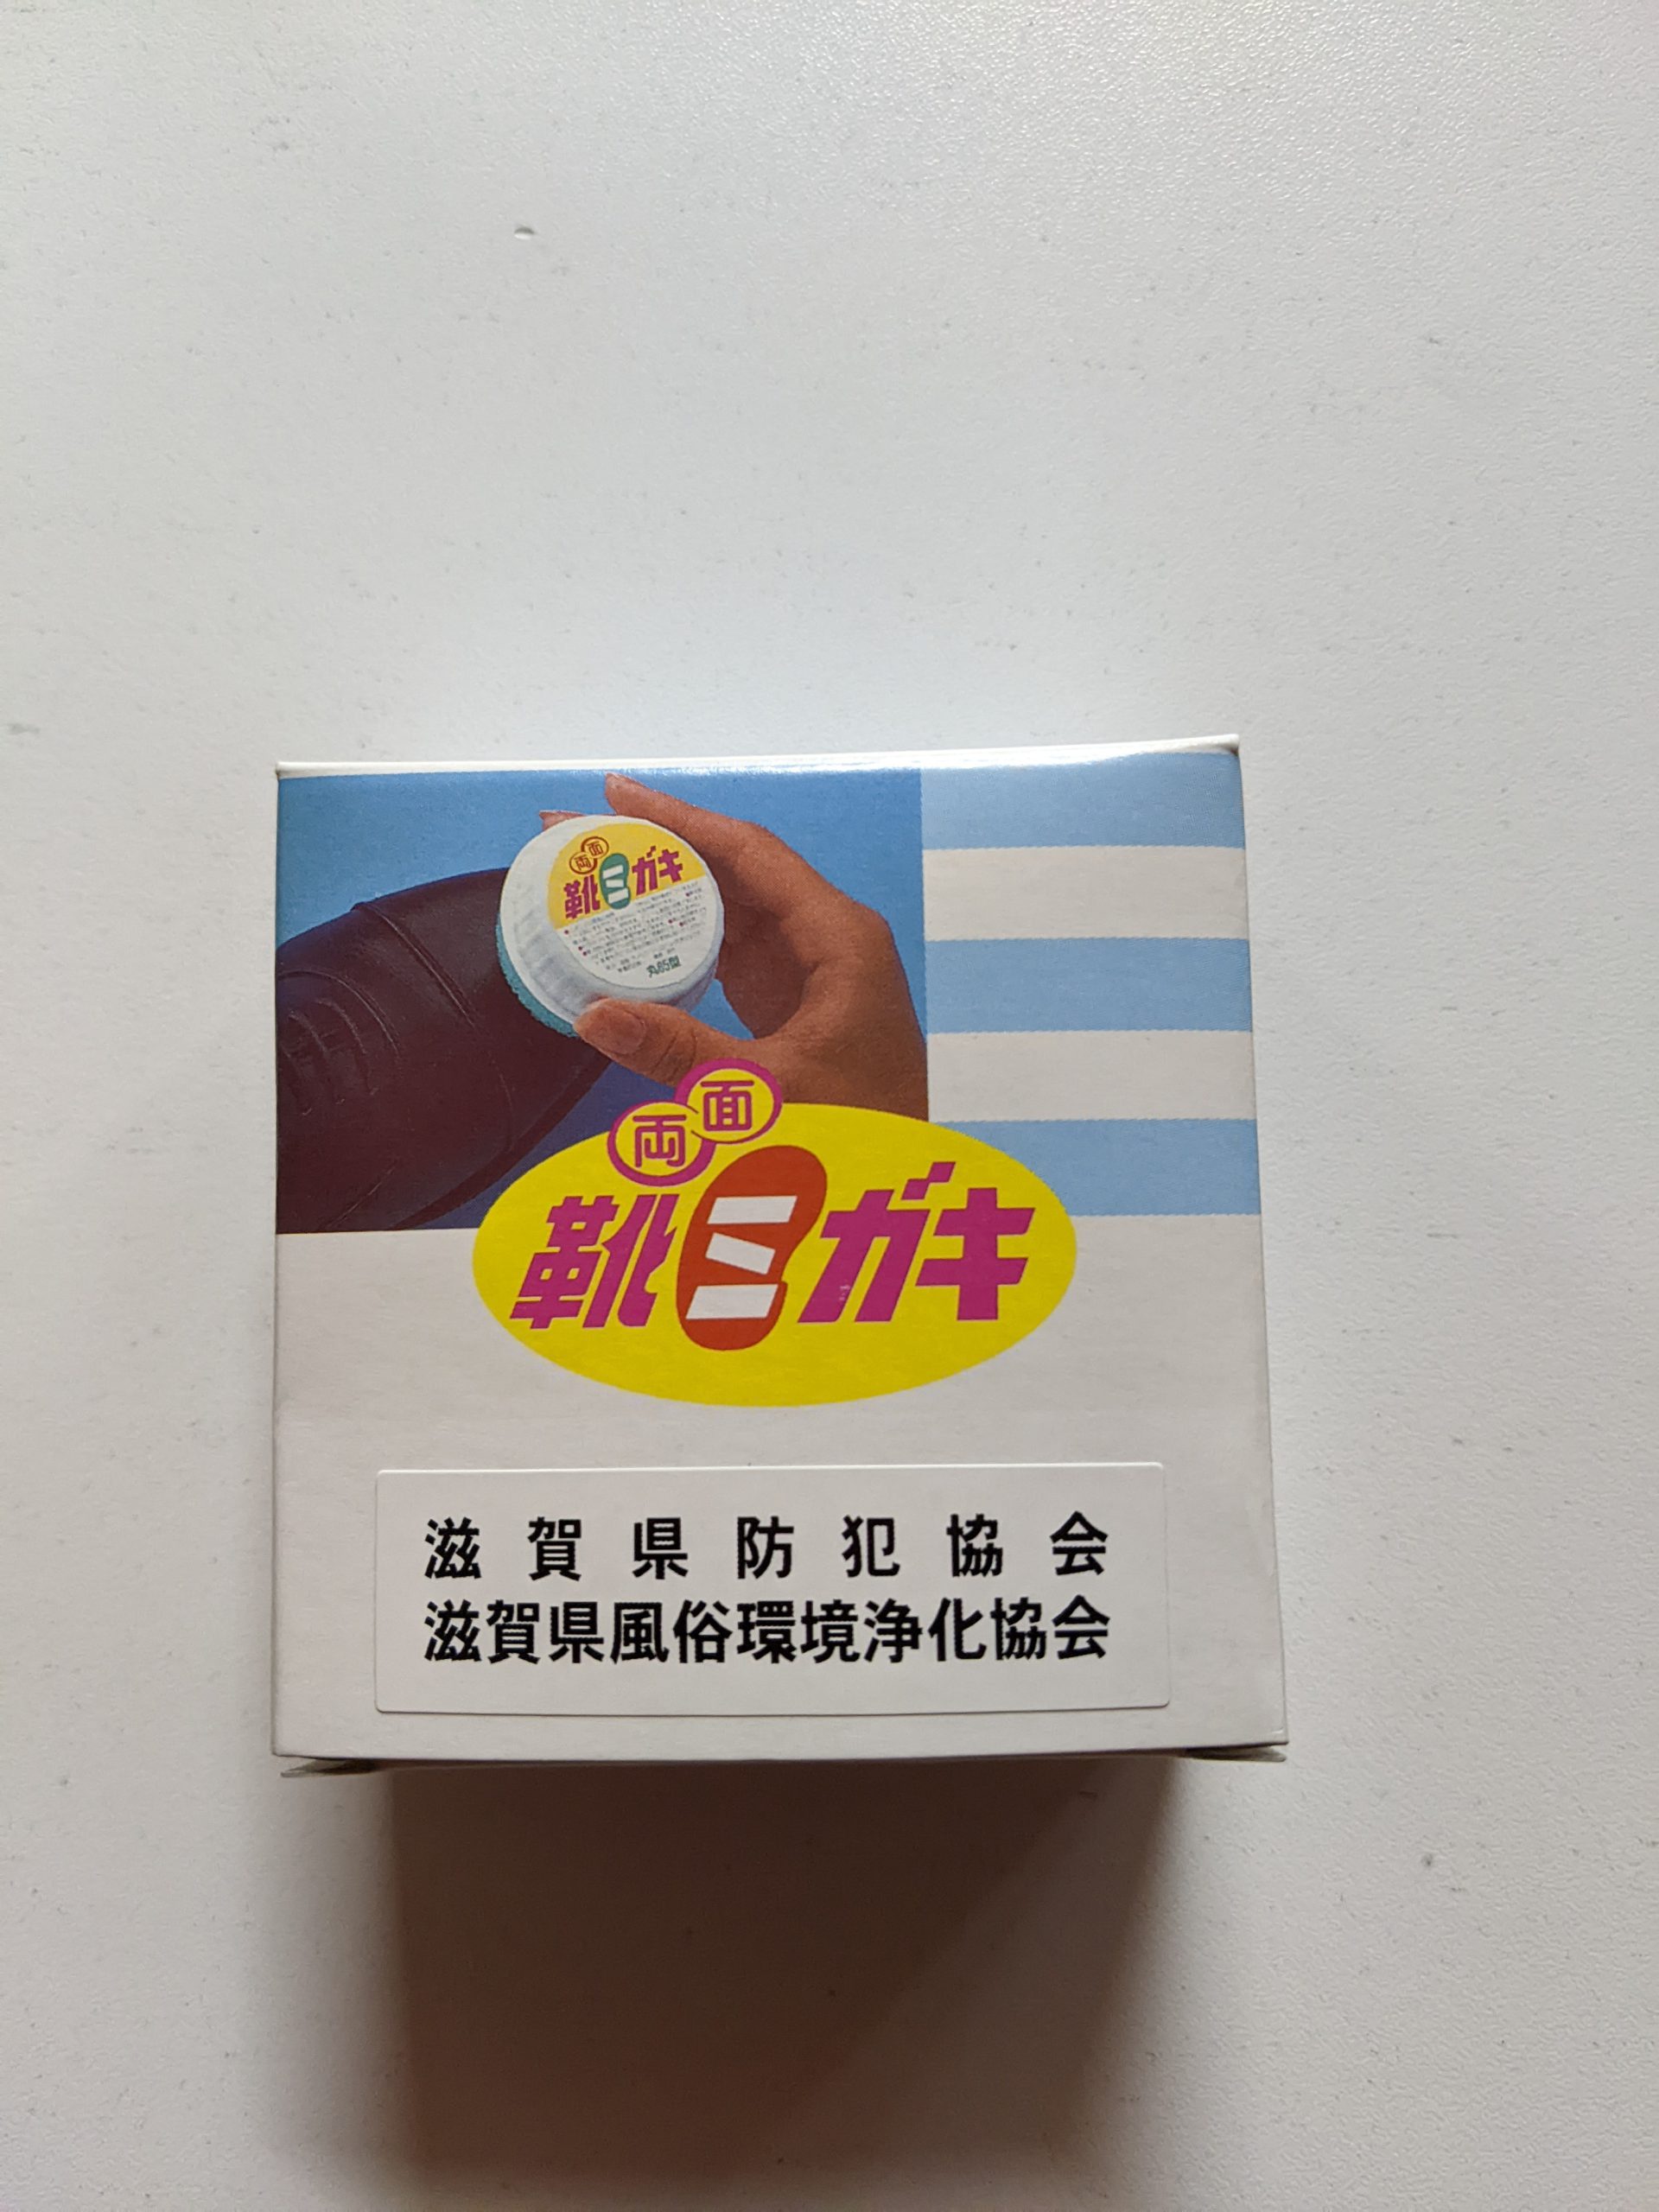 両面
靴ミガキ
丸65型
両面
靴ミガキ
滋賀県防犯協会
滋賀県風俗環境浄化協会